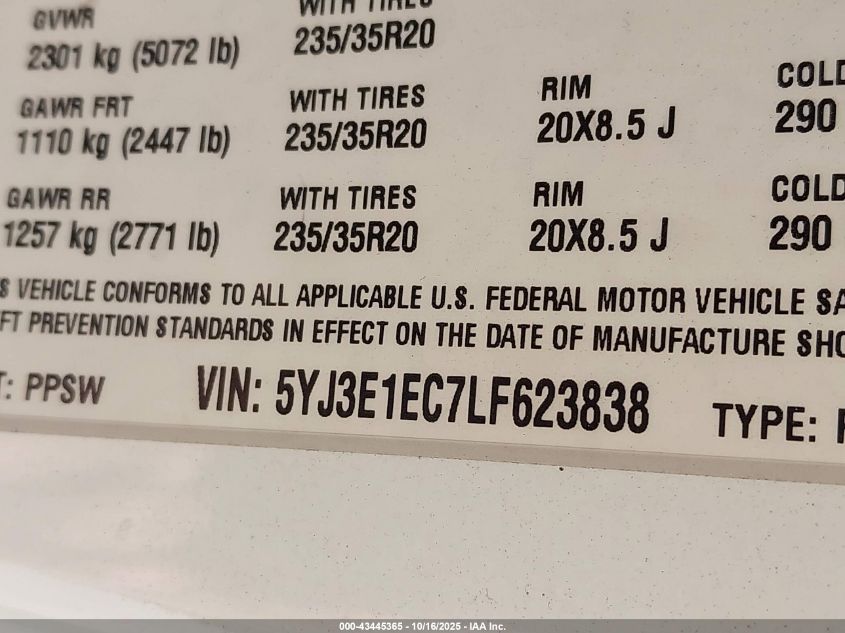 GVWR WITH TIRES
2301 kg (5072 lb) 235/35R20
GAWR FRT WITH TIRES RIM COLD
1110 kg (2447 lb) 235/35R20 20X8.5 J 290
GAWR RR WITH TIRES RIM COLD
1257 kg (2771 lb) 235/35R20 20X8.5 J 290
S VEHICLE CONFORMS TO ALL APPLICABLE U.S. FEDERAL MOTOR VEHICLE SA
FT PREVENTION STANDARDS IN EFFECT ON THE DATE OF MANUFACTURE SHO
T: PPSW VIN: 5YJ3E1EC7LF623838 TYPE:
000-43445365 - 10/16/2025 - IAA Inc.